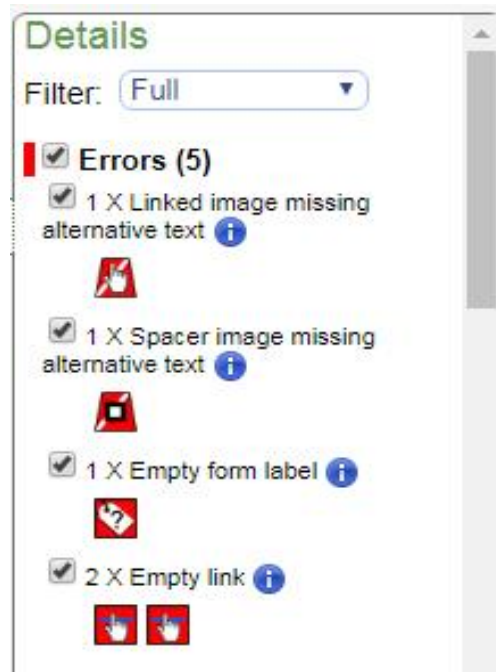 Details
Filter: Full
Errors (5)
1 X Linked image missing
alternative text
1 X Spacer image missing
alternative text
1 X Empty form label
2 X Empty link